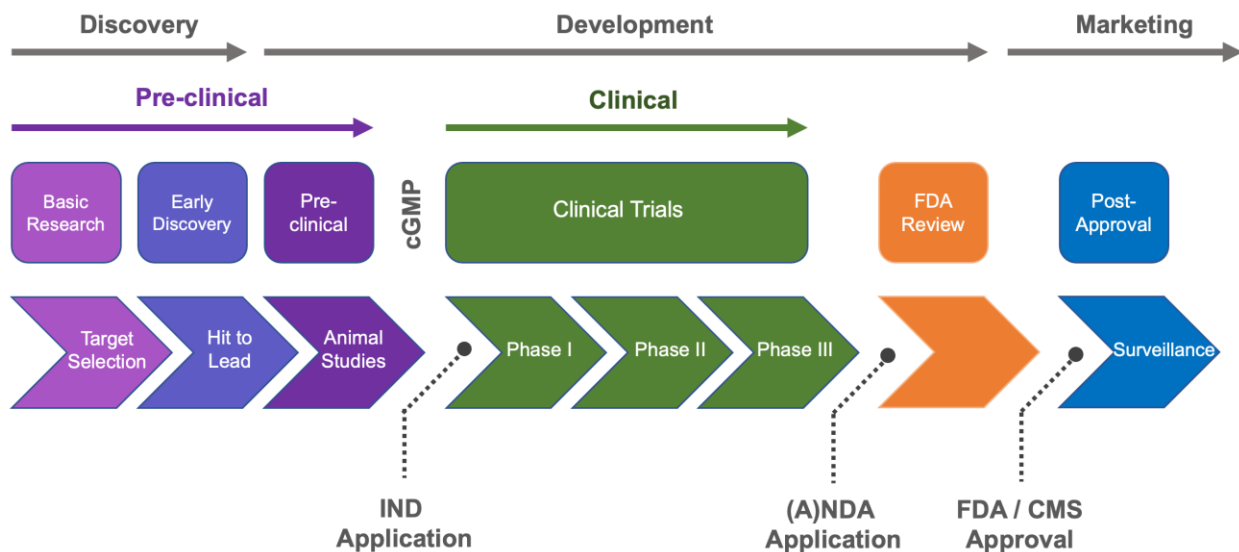 Discovery
Development
Marketing
Pre-clinical
Clinical
Basic
Research
Early
Discovery
Pre-
clinical
cGMP
Clinical Trials
FDA
Review
Post-
Approval
Target
Selection
Hit to
Lead
Animal
Studies
Phase I
Phase II
Phase III
Surveillance
IND
Application
(A)NDA
Application
FDA / CMS
Approval